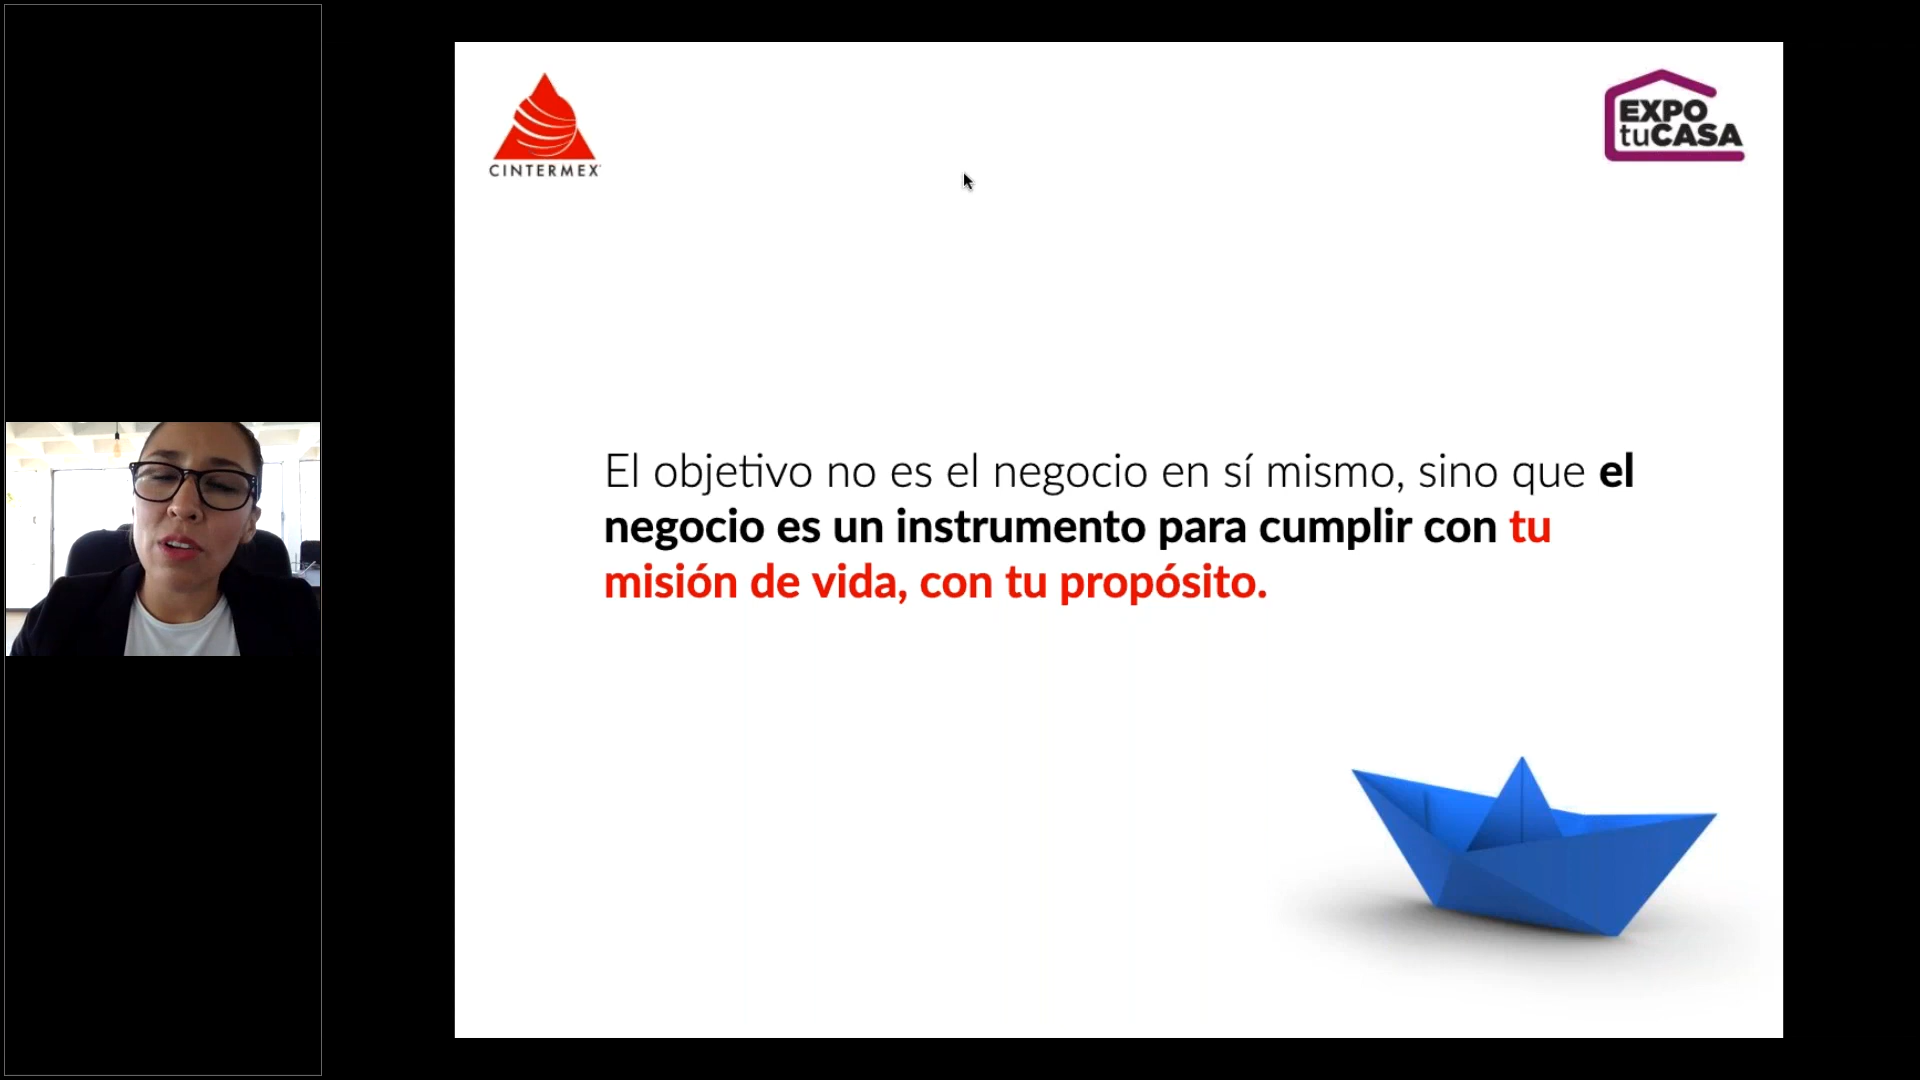 CINTERMEX
EXPO
tuCASA
El objetivo no es el negocio en sí mismo, sino que el
negocio es un instrumento para cumplir con tu
misión de vida, con tu propósito.